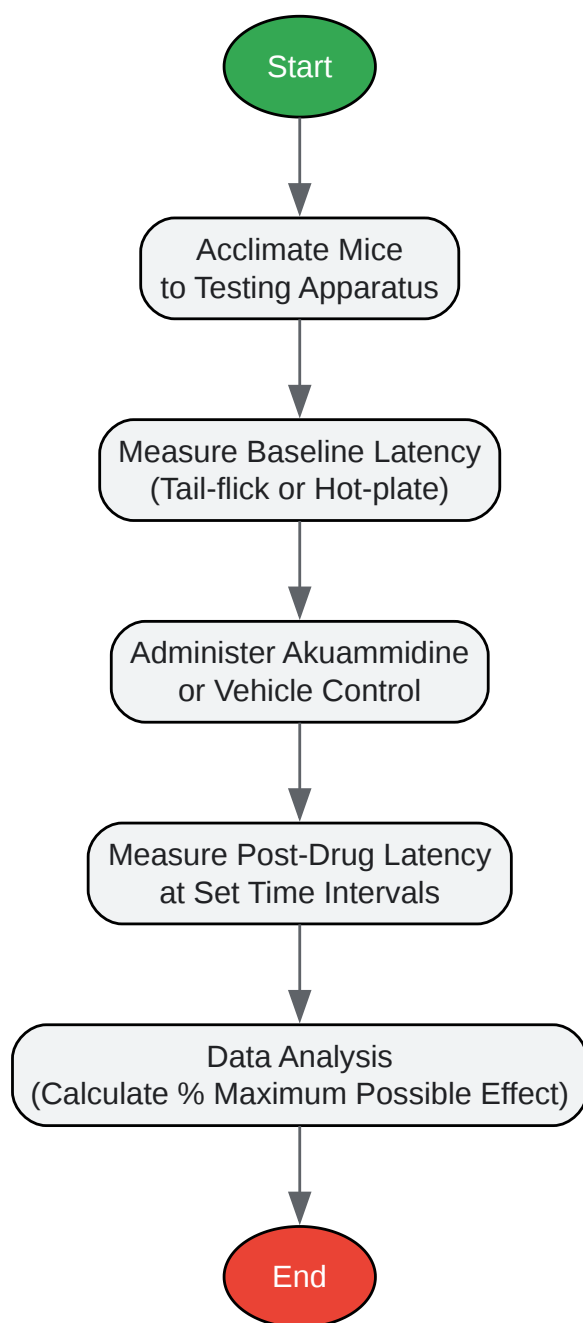 Start
Acclimate Mice
to Testing Apparatus
Measure Baseline Latency
(Tail-flick or Hot-plate)
Administer Akuammidine
or Vehicle Control
Measure Post-Drug Latency
at Set Time Intervals
Data Analysis
(Calculate % Maximum Possible Effect)
End